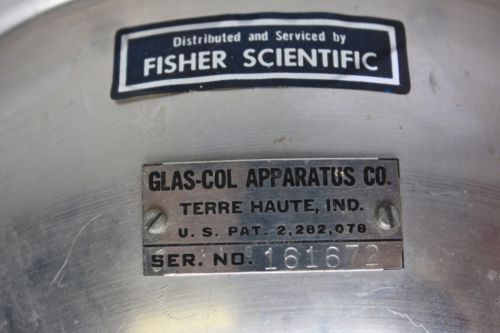 Distributed and Serviced by
FISHER SCIENTIFIC
GLAS-COL APPARATUS CO.
TERRE HAUTE, IND.
U. S. PAT. 2,282,078
SER. NO. 161672